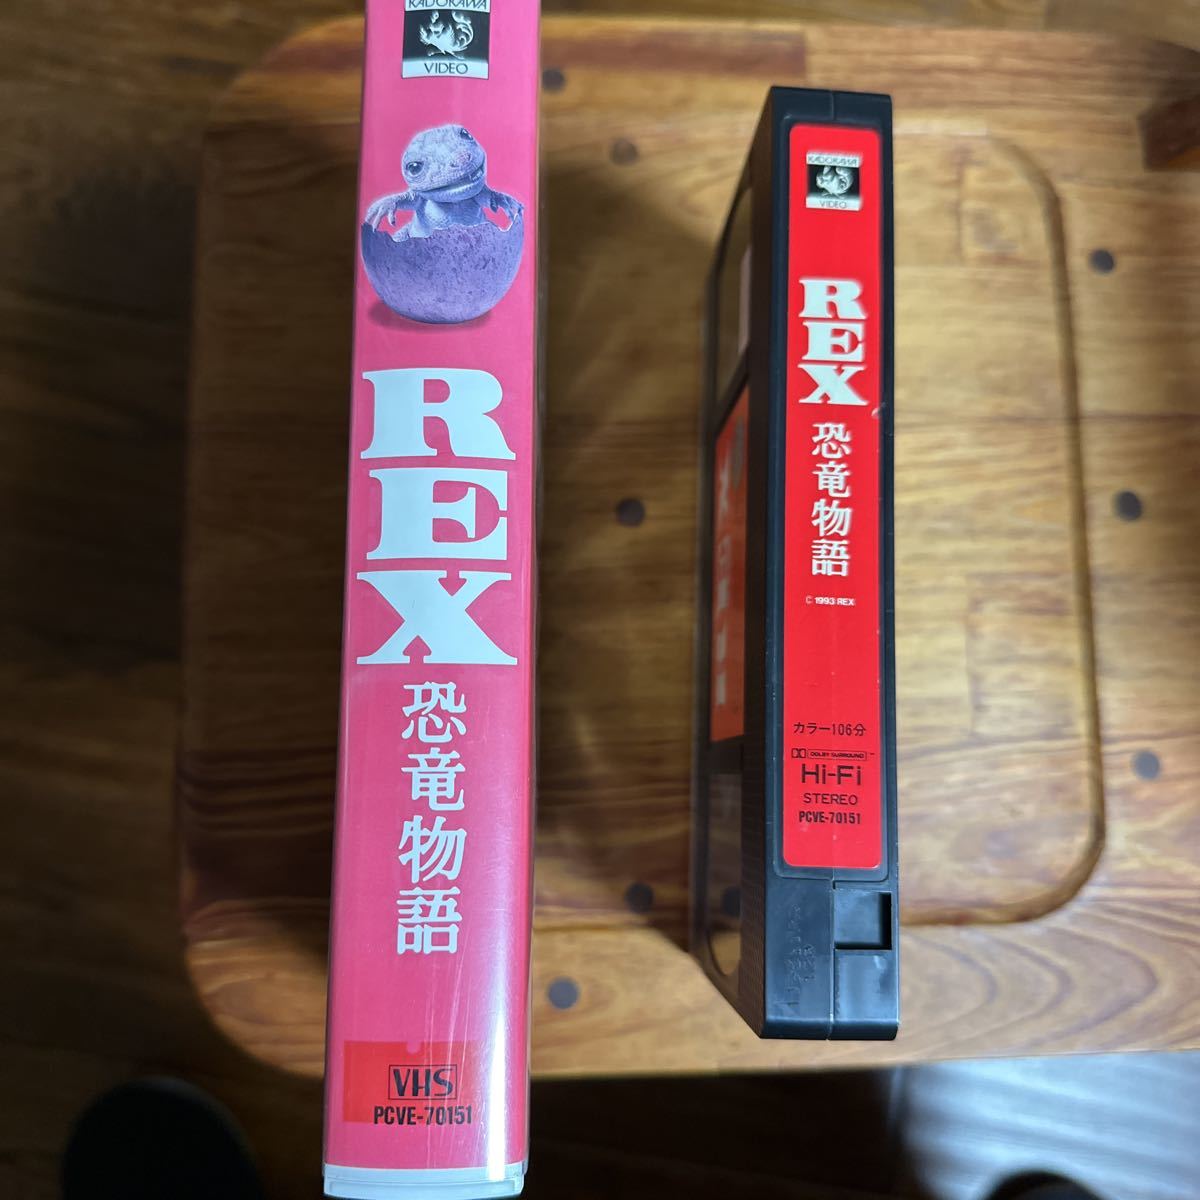 KADOKAWA
VIDEO
REX
恐竜物語
VHS
PCVE-70151
KADOKAWA
VIDEO
REX
恐竜物語
© 1993 REX
カラー106分
DOLBY SURROUND
Hi-Fi
STEREO
PCVE-70151